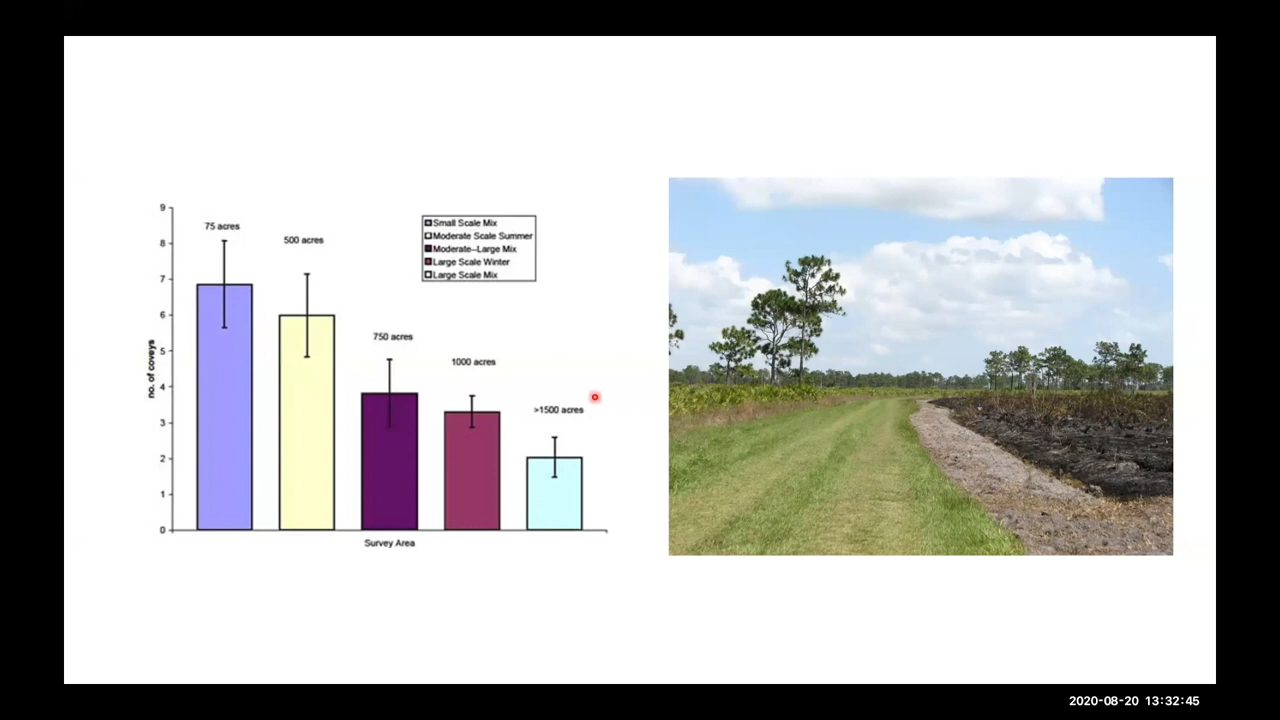 9
8
7
6
5
4
3
2
1
0
no. of coveys
75 acres
500 acres
750 acres
1000 acres
>1500 acres
Small Scale Mix
Moderate Scale Summer
Moderate--Large Mix
Large Scale Winter
Large Scale Mix
Survey Area
2020-08-20 13:32:45